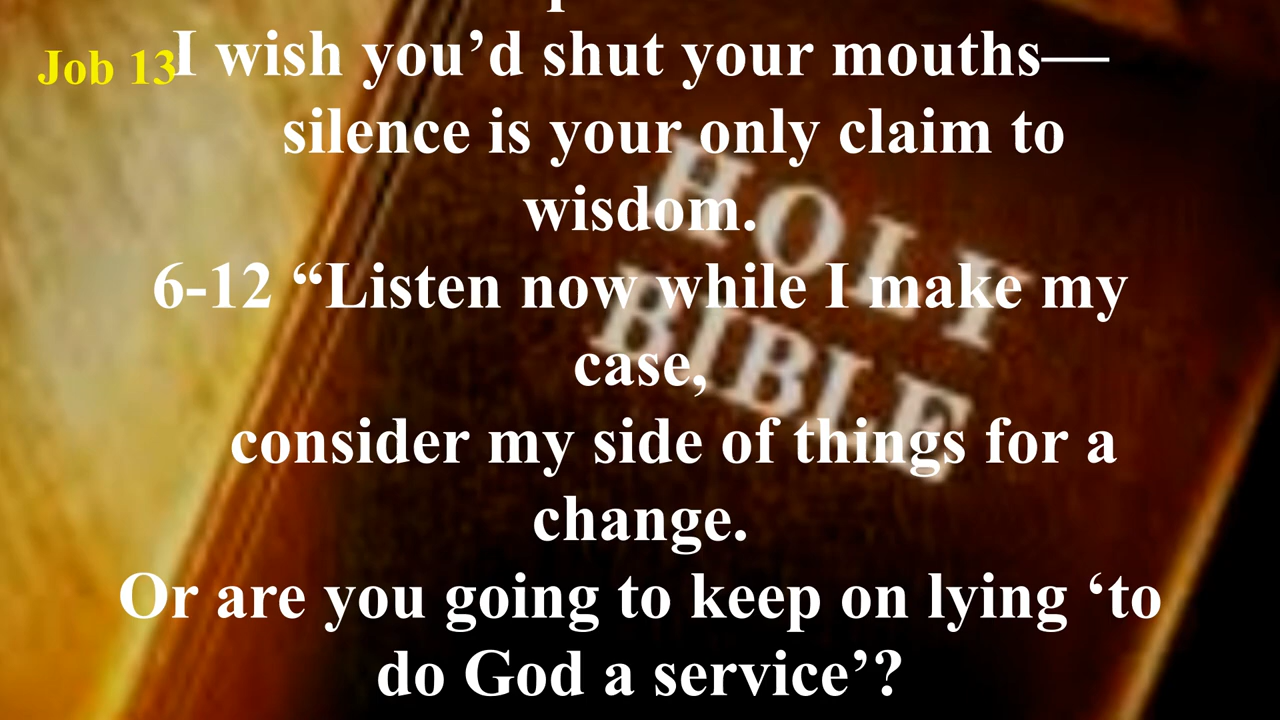 Job 13
I wish you’d shut your mouths—
silence is your only claim to
wisdom.
6-12 “Listen now while I make my
case,
consider my side of things for a
change.
Or are you going to keep on lying ‘to
do God a service’?
HOLY
BIBLE